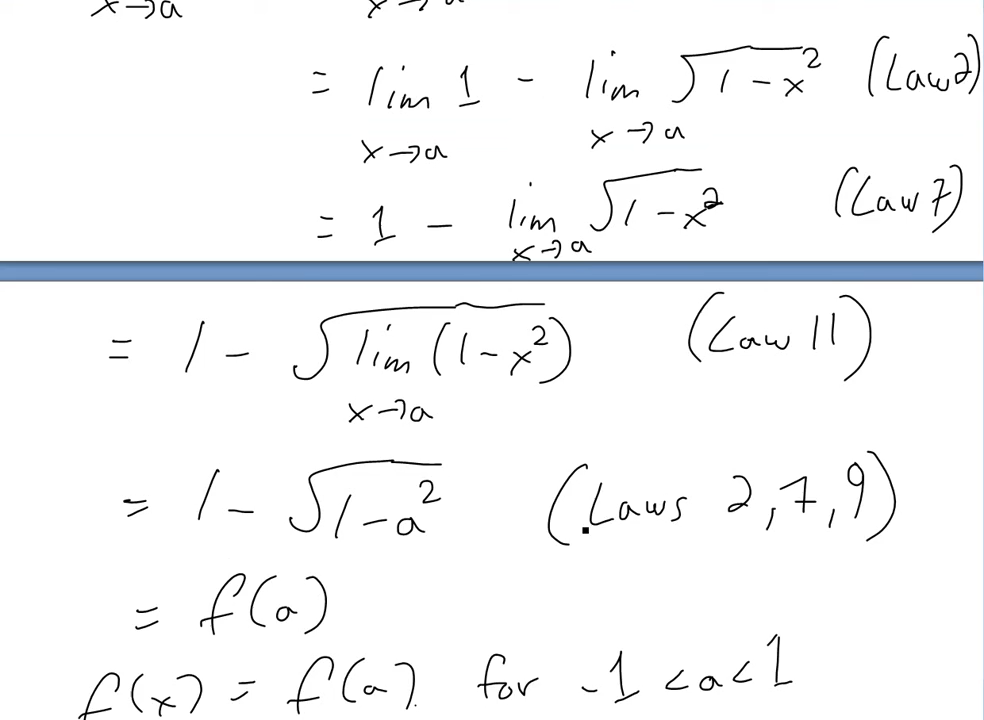 x→a x→a
= lim 1 - lim √(1-x²) (Law 2)
x→a x→a
= 1 - lim √(1-x²) (Law 7)
x→a
= 1 - √(lim (1-x²)) (Law 11)
x→a
= 1 - √(1-a²) (Laws 2,7,9)
= f(a)
f(x) = f(a) for -1 < a < 1